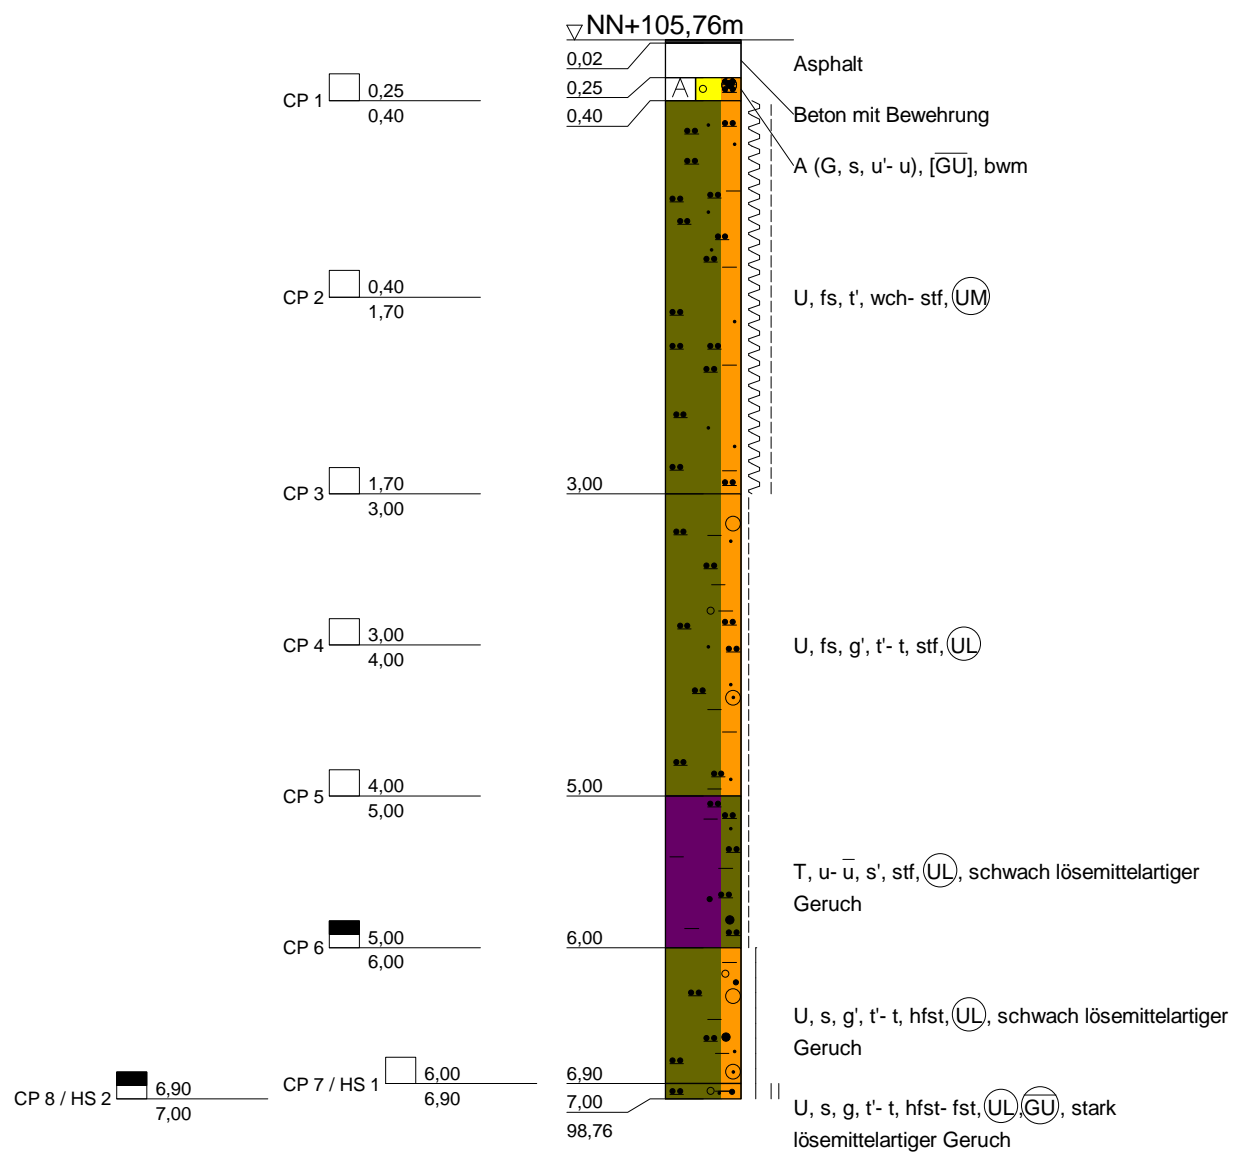 NN+105,76m
0,02
Asphalt
CP 1
0,25
0,40
0,25
A
0,40
Beton mit Bewehrung
A (G, s, u'- u), [G̅U̅], bwm
CP 2
0,40
1,70
U, fs, t', wch- stf, UM
CP 3
1,70
3,00
3,00
CP 4
3,00
4,00
U, fs, g', t'- t, stf, UL
CP 5
4,00
5,00
5,00
T, u- u̅, s', stf, UL, schwach lösemittelartiger
Geruch
CP 6
5,00
6,00
6,00
U, s, g', t'- t, hfst, UL, schwach lösemittelartiger
Geruch
CP 7 / HS 1
6,00
6,90
6,90
CP 8 / HS 2
6,90
7,00
7,00
98,76
U, s, g, t'- t, hfst- fst, UL, G̅U̅, stark
lösemittelartiger Geruch